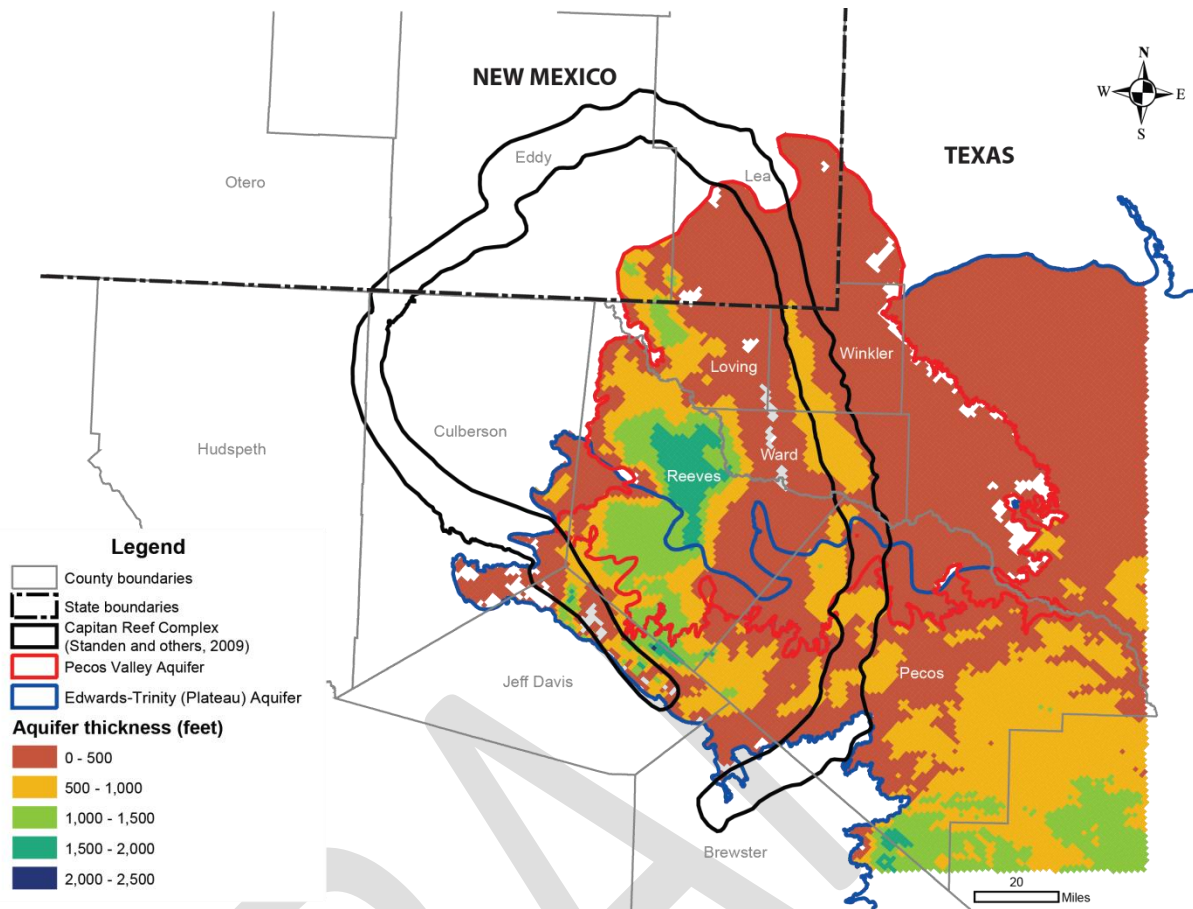 NEW MEXICO
N
W
E
S
TEXAS
Eddy
Lea
Otero
Winkler
Loving
Culberson
Hudspeth
Ward
Reeves
Pecos
Jeff Davis
Brewster
Legend
County boundaries
State boundaries
Capitan Reef Complex
(Standen and others, 2009)
Pecos Valley Aquifer
Edwards-Trinity (Plateau) Aquifer
Aquifer thickness (feet)
0 - 500
500 - 1,000
1,000 - 1,500
1,500 - 2,000
2,000 - 2,500
20
Miles